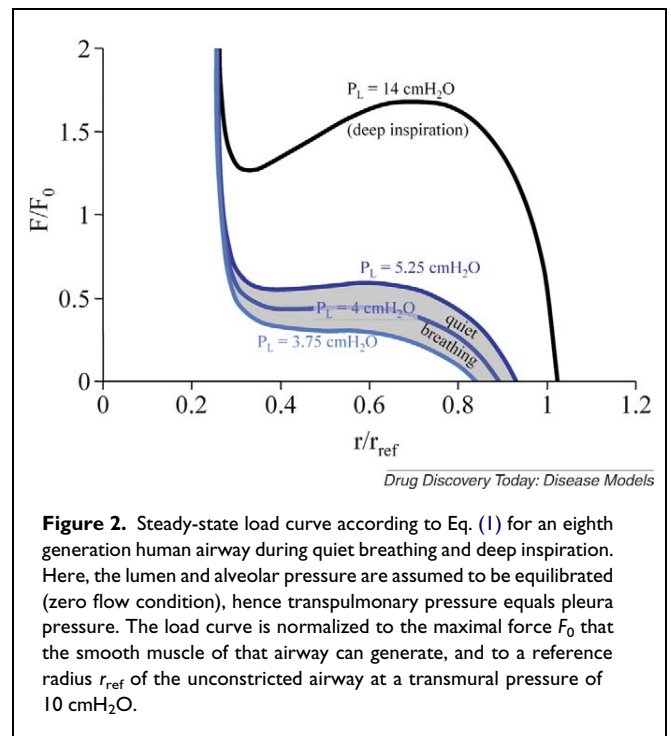 2
1.5
1
0.5
0
F/F0
PL = 14 cmH2O
(deep inspiration)
PL = 5.25 cmH2O
PL = 4 cmH2O
PL = 3.75 cmH2O
quiet
breathing
0 0.2 0.4 0.6 0.8 1 1.2
r/rref
Drug Discovery Today: Disease Models
Figure 2. Steady-state load curve according to Eq. (1) for an eighth
generation human airway during quiet breathing and deep inspiration.
Here, the lumen and alveolar pressure are assumed to be equilibrated
(zero flow condition), hence transpulmonary pressure equals pleura
pressure. The load curve is normalized to the maximal force F0 that
the smooth muscle of that airway can generate, and to a reference
radius rref of the unconstricted airway at a transmural pressure of
10 cmH2O.